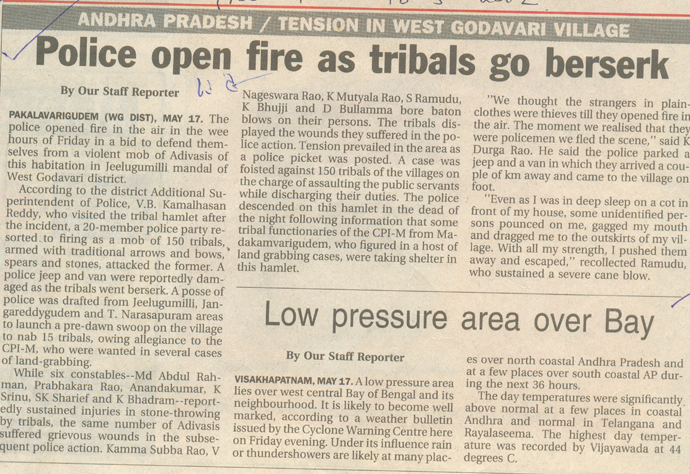 2002.
ANDHRA PRADESH / TENSION IN WEST GODAVARI VILLAGE
Police open fire as tribals go berserk
By Our Staff Reporter
PAKALAVARIGUDEM (WG DIST), MAY 17. The
police opened fire in the air in the wee
hours of Friday in a bid to defend them-
selves from a violent mob of Adivasis of
this habitation in Jeelugumilli mandal of
West Godavari district.
According to the district Additional Su-
perintendent of Police, V.B. Kamalhasan
Reddy, who visited the tribal hamlet after
the incident, a 20-member police party re-
sorted to firing as a mob of 150 tribals,
armed with traditional arrows and bows,
spears and stones, attacked the former. A
police jeep and van were reportedly dam-
aged as the tribals went berserk. A posse of
police was drafted from Jeelugumilli, Jan-
gareddygudem and T. Narasapuram areas
to launch a pre-dawn swoop on the village
to nab 15 tribals, owing allegiance to the
CPI-M, who were wanted in several cases
of land-grabbing.
While six constables--Md Abdul Rah-
man, Prabhakara Rao, Anandakumar, K
Srinu, SK Sharief and K Bhadram--report-
edly sustained injuries in stone-throwing
by tribals, the same number of Adivasis
suffered grievous wounds in the subse-
quent police action. Kamma Subba Rao, V
Nageswara Rao, K Mutyala Rao, S Ramudu,
K Bhujji and D Bullamma bore baton
blows on their persons. The tribals dis-
played the wounds they suffered in the po-
lice action. Tension prevailed in the area as
a police picket was posted. A case was
foisted against 150 tribals of the villages on
the charge of assaulting the public servants
while discharging their duties. The police
descended on this hamlet in the dead of
the night following information that some
tribal functionaries of the CPI-M from Ma-
dakamvarigudem, who figured in a host of
land grabbing cases, were taking shelter in
this hamlet.
"We thought the strangers in plain-
clothes were thieves till they opened fire in
the air. The moment we realised that they
were policemen we fled the scene," said K
Durga Rao. He said the police parked a
jeep and a van in which they arrived a cou-
ple of km away and came to the village on
foot.
"Even as I was in deep sleep on a cot in
front of my house, some unidentified per-
sons pounced on me, gagged my mouth
and dragged me to the outskirts of my vil-
lage. With all my strength, I pushed them
away and escaped," recollected Ramudu,
who sustained a severe cane blow.
Low pressure area over Bay
By Our Staff Reporter
VISAKHAPATNAM, MAY 17. A low pressure area
lies over west central Bay of Bengal and its
neighbourhood. It is likely to become well
marked, according to a weather bulletin
issued by the Cyclone Warning Centre here
on Friday evening. Under its influence rain
or thundershowers are likely at many plac-
es over north coastal Andhra Pradesh and
at a few places over south coastal AP dur-
ing the next 36 hours.
The day temperatures were significantly
above normal at a few places in coastal
Andhra and normal in Telangana and
Rayalaseema. The highest day temper-
ature was recorded by Vijayawada at 44
degrees C.